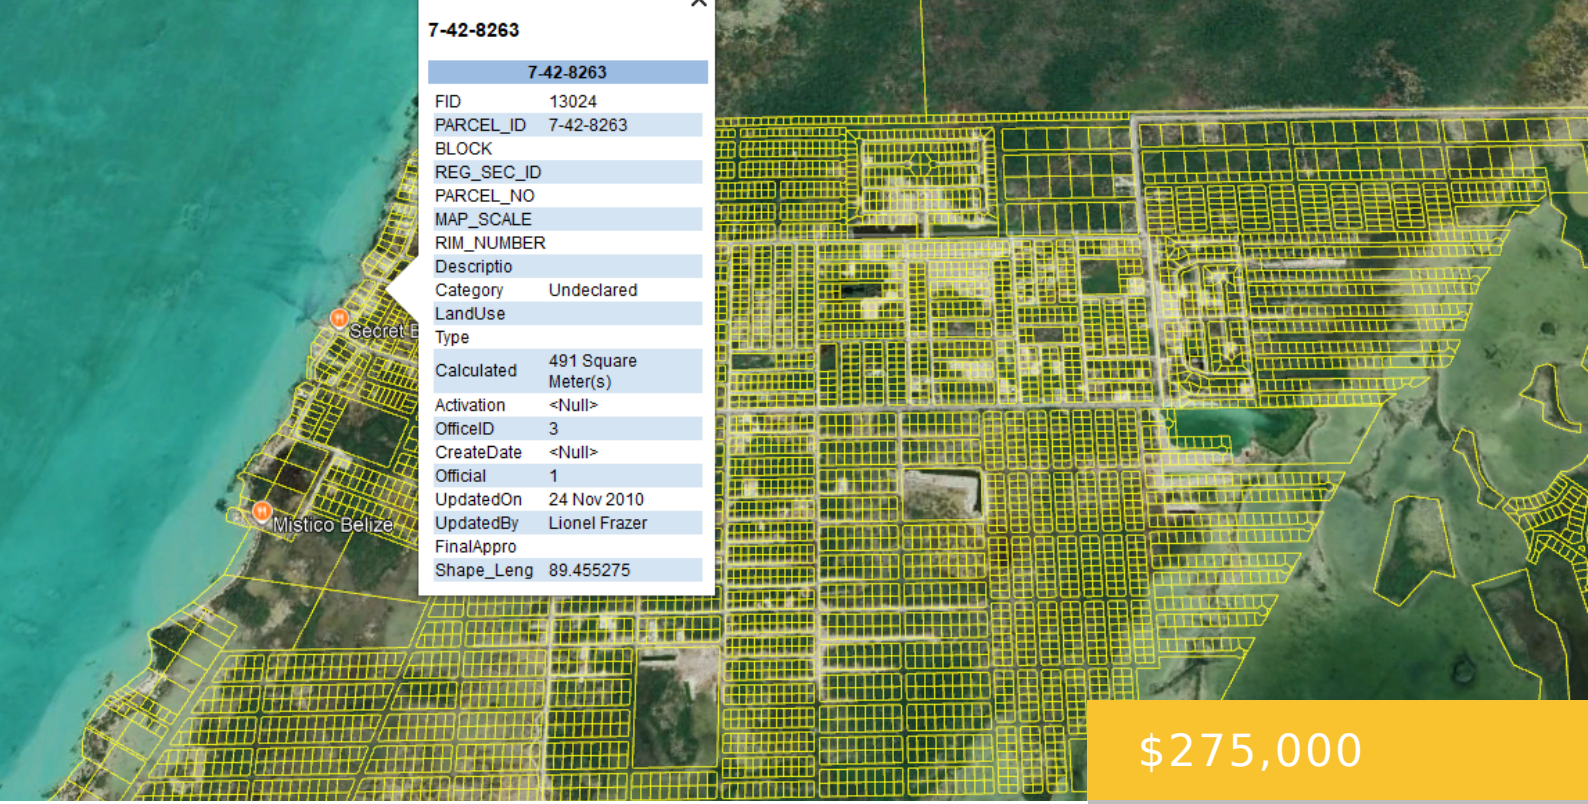 7-42-8263
7-42-8263
FID 13024
PARCEL_ID 7-42-8263
BLOCK
REG_SEC_ID
PARCEL_NO
MAP_SCALE
RIM_NUMBER
Descriptio
Category Undeclared
LandUse
Type
Calculated 491 Square
Meter(s)
Activation <Null>
OfficeID 3
CreateDate <Null>
Official 1
UpdatedOn 24 Nov 2010
UpdatedBy Lionel Frazer
FinalAppro
Shape_Leng 89.455275
Secret B
Mistico Belize
$275,000